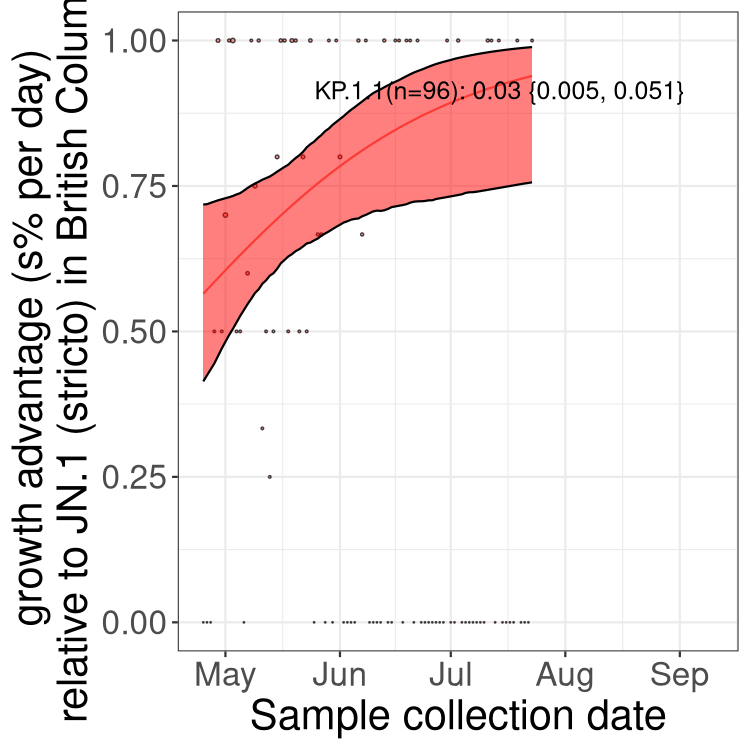 growth advantage (s% per day)
relative to JN.1 (stricto) in British Colum
1.00
0.75
0.50
0.25
0.00
KP.1.1(n=96): 0.03 {0.005, 0.051}
May Jun Jul Aug Sep
Sample collection date